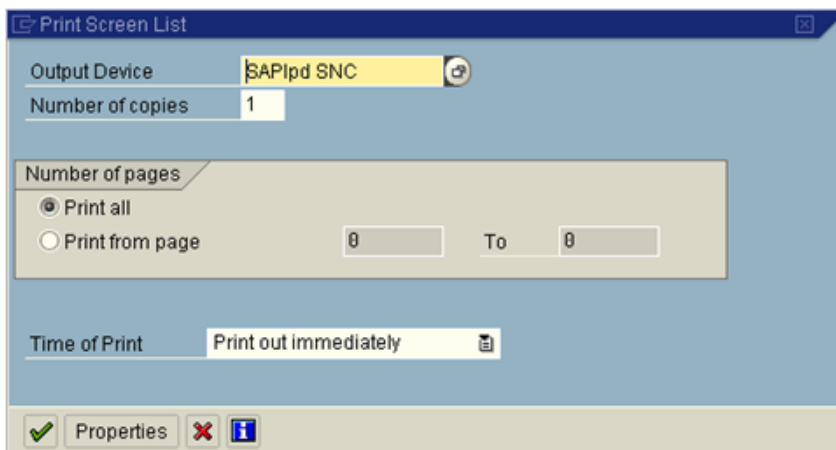 Print Screen List
Output Device SAPlpd SNC
Number of copies 1
Number of pages
Print all
Print from page 0 To 0
Time of Print Print out immediately
Properties